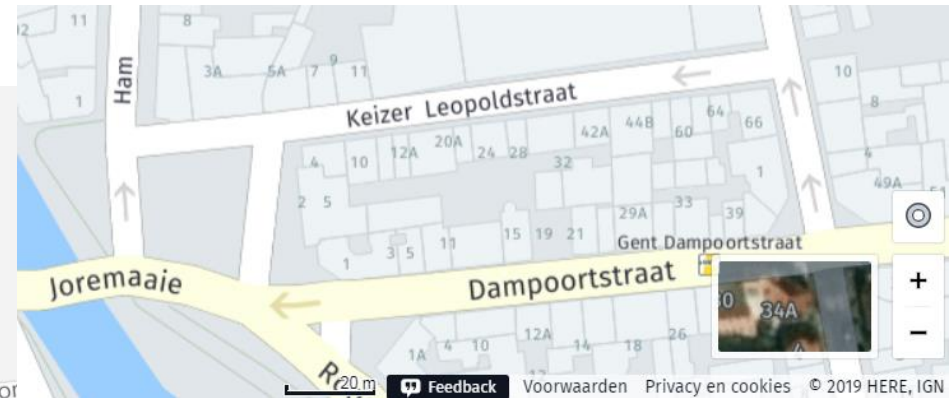 11
8
3A
5A
7
9
11
10
1
8
Ham
Keizer Leopoldstraat
4
10
12A
20A
24
28
32
42A
44B
60
64
66
4
1
49A
2
5
1
3
5
11
15
19
21
29A
33
39
Gent Dampoortstraat
Joremaaie
Dampoortstraat
34A
1A
4
10
12A
14
18
26
20 m
Feedback
Voorwaarden
Privacy en cookies
© 2019 HERE, IGN